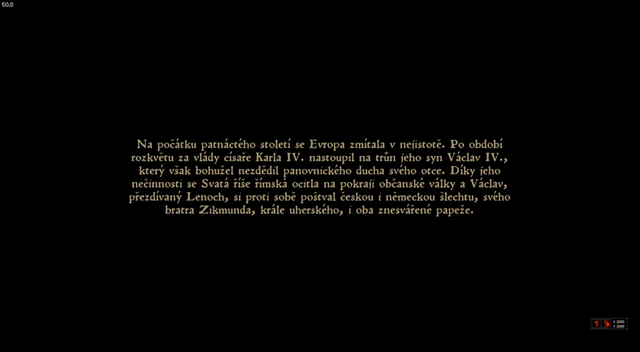 60.0
Na počátku patnáctého století se Evropa zmítala v nejistotě. Po období
rozkvětu za vlády císaře Karla IV. nastoupil na trůn jeho syn Václav IV.,
který však bohužel nezdědil panovnického ducha svého otce. Díky jeho
nečinnosti se Svatá říše římská ocitla na pokraji občanské války a Václav,
přezdívaný Lenoch, si proti sobě poštval českou i německou šlechtu, svého
bratra Zikmunda, krále uherského, i oba znesvářené papeže.